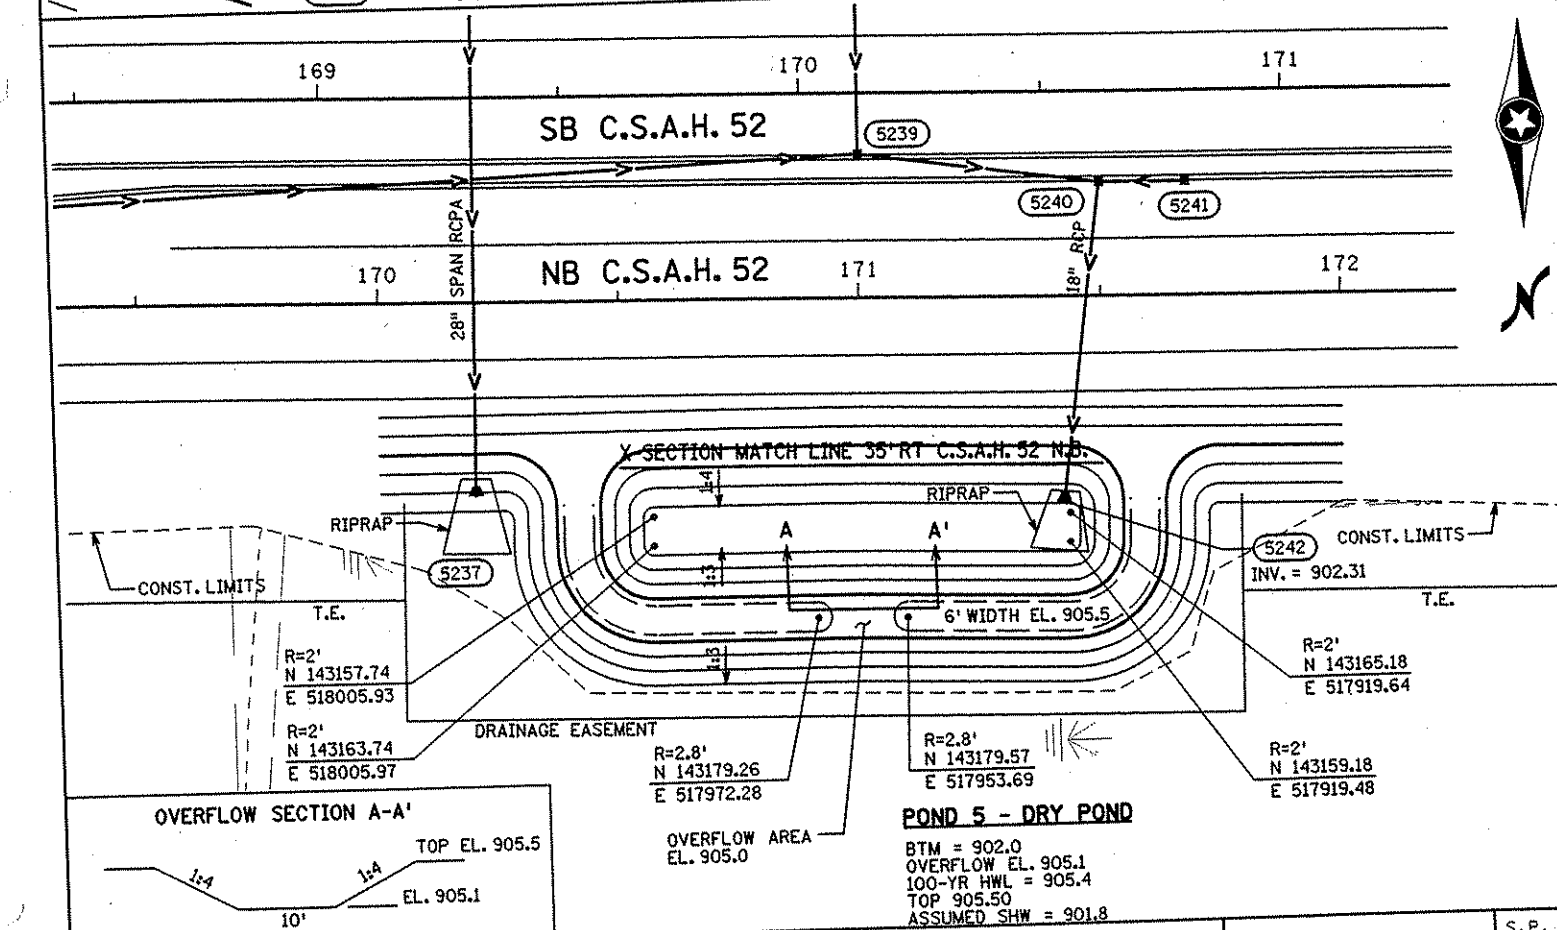 169
170
171
SB C.S.A.H. 52
5239
5240
5241
28" SPAN RCPA
18" RCP
170
NB C.S.A.H. 52
171
172
N
X-SECTION MATCH LINE 35' RT C.S.A.H. 52 N.B.
1:4
RIPRAP
RIPRAP
A
A'
CONST. LIMITS
5242
INV. = 902.31
CONST. LIMITS
5237
1:3
T.E.
T.E.
6' WIDTH EL. 905.5
1:3
R=2'
N 143157.74
E 518005.93
R=2'
N 143165.18
E 517919.64
R=2'
N 143163.74
E 518005.97
DRAINAGE EASEMENT
R=2.8'
N 143179.26
E 517972.28
R=2.8'
N 143179.57
E 517953.69
R=2'
N 143159.18
E 517919.48
OVERFLOW SECTION A-A'
TOP EL. 905.5
1:4
1:4
EL. 905.1
10'
OVERFLOW AREA
EL. 905.0
POND 5 - DRY POND
BTM = 902.0
OVERFLOW EL. 905.1
100-YR HWL = 905.4
TOP 905.50
ASSUMED SHW = 901.8
S.P.